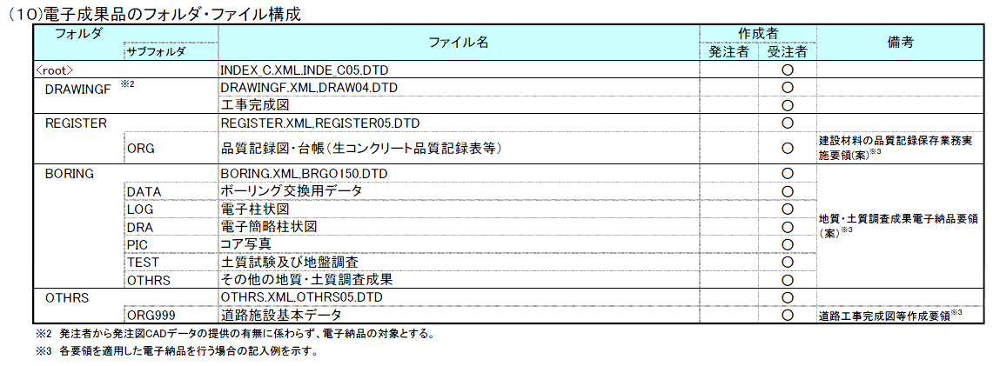 (10)電子成果品のフォルダ・ファイル構成
フォルダ ファイル名 作成者 備考
サブフォルダ 発注者 受注者
<root> INDEX_C.XML,INDE_C05.DTD ○
DRAWINGF ※2 DRAWINGF.XML,DRAW04.DTD ○
工事完成図 ○
REGISTER REGISTER.XML,REGISTER05.DTD ○
ORG 品質記録図・台帳(生コンクリート品質記録表等) ○ 建設材料の品質記録保存業務実
施要領(案)※3
BORING BORING.XML,BRGO150.DTD ○
DATA ボーリング交換用データ ○
LOG 電子柱状図 ○
DRA 電子簡略柱状図 ○ 地質・土質調査成果電子納品要領
(案)※3
PIC コア写真 ○
TEST 土質試験及び地盤調査 ○
OTHRS その他の地質・土質調査成果 ○
OTHRS OTHRS.XML,OTHRS05.DTD ○
ORG999 道路施設基本データ ○ 道路工事完成図等作成要領※3
※2 発注者から発注図CADデータの提供の有無に係わらず、電子納品の対象とする。
※3 各要領を適用した電子納品を行う場合の記入例を示す。